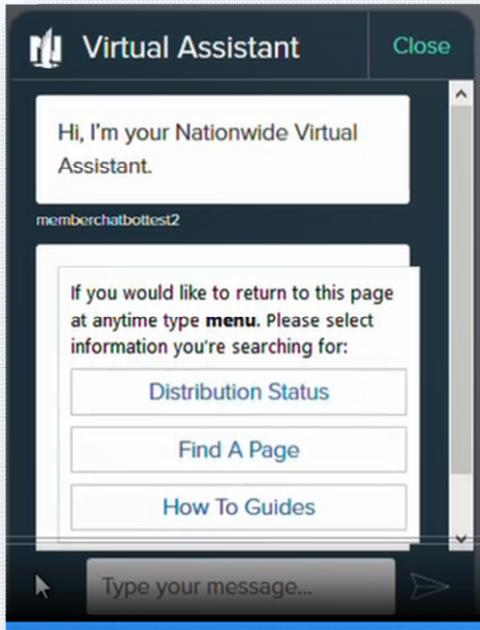 Virtual Assistant
Close
Hi, I'm your Nationwide Virtual
Assistant.
memberchatbottest2
If you would like to return to this page
at anytime type menu. Please select
information you're searching for:
Distribution Status
Find A Page
How To Guides
Type your message...